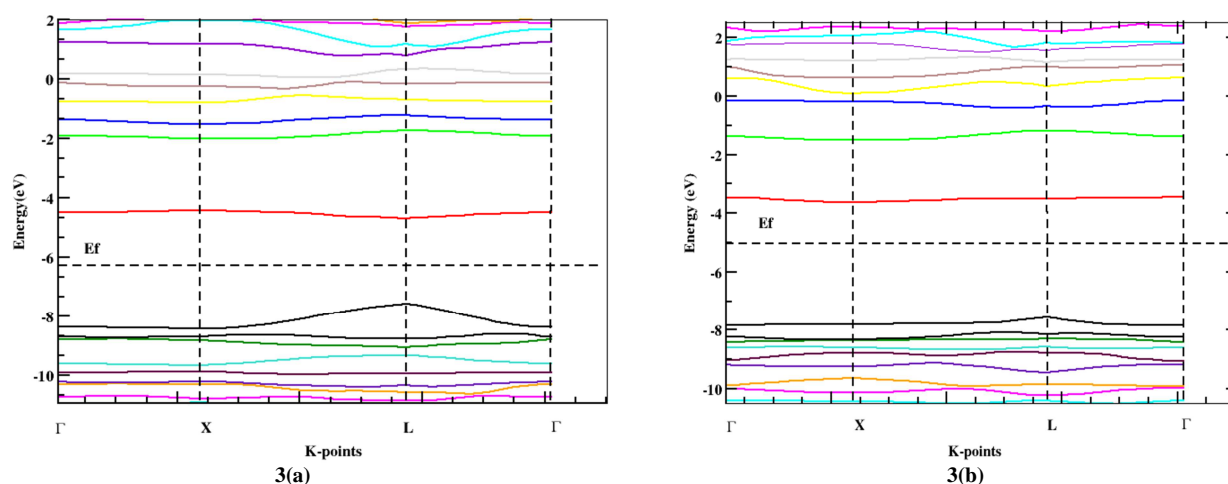 2
0
-2
-4
-6
-8
-10
Energy(eV)
Ef
Γ X L Γ
K-points
3(a)
2
0
-2
-4
-6
-8
-10
Energy (eV)
Ef
Γ X L Γ
K-points
3(b)